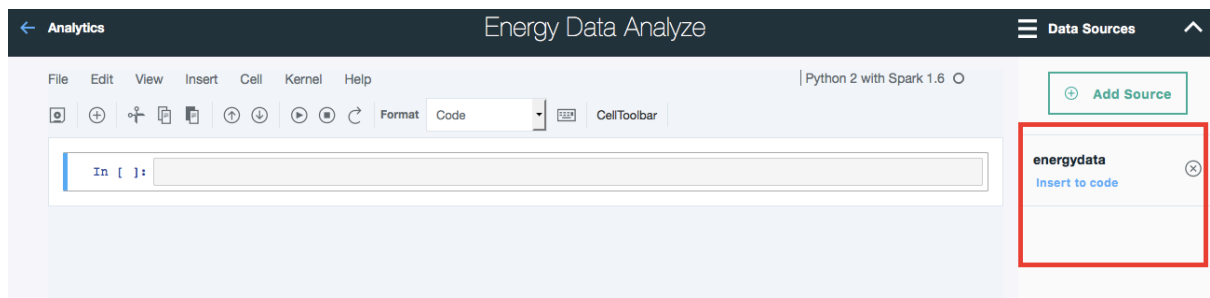 Analytics
Energy Data Analyze
Data Sources
File Edit View Insert Cell Kernel Help
Python 2 with Spark 1.6
Add Source
Format Code CellToolbar
In [ ]:
energydata
Insert to code